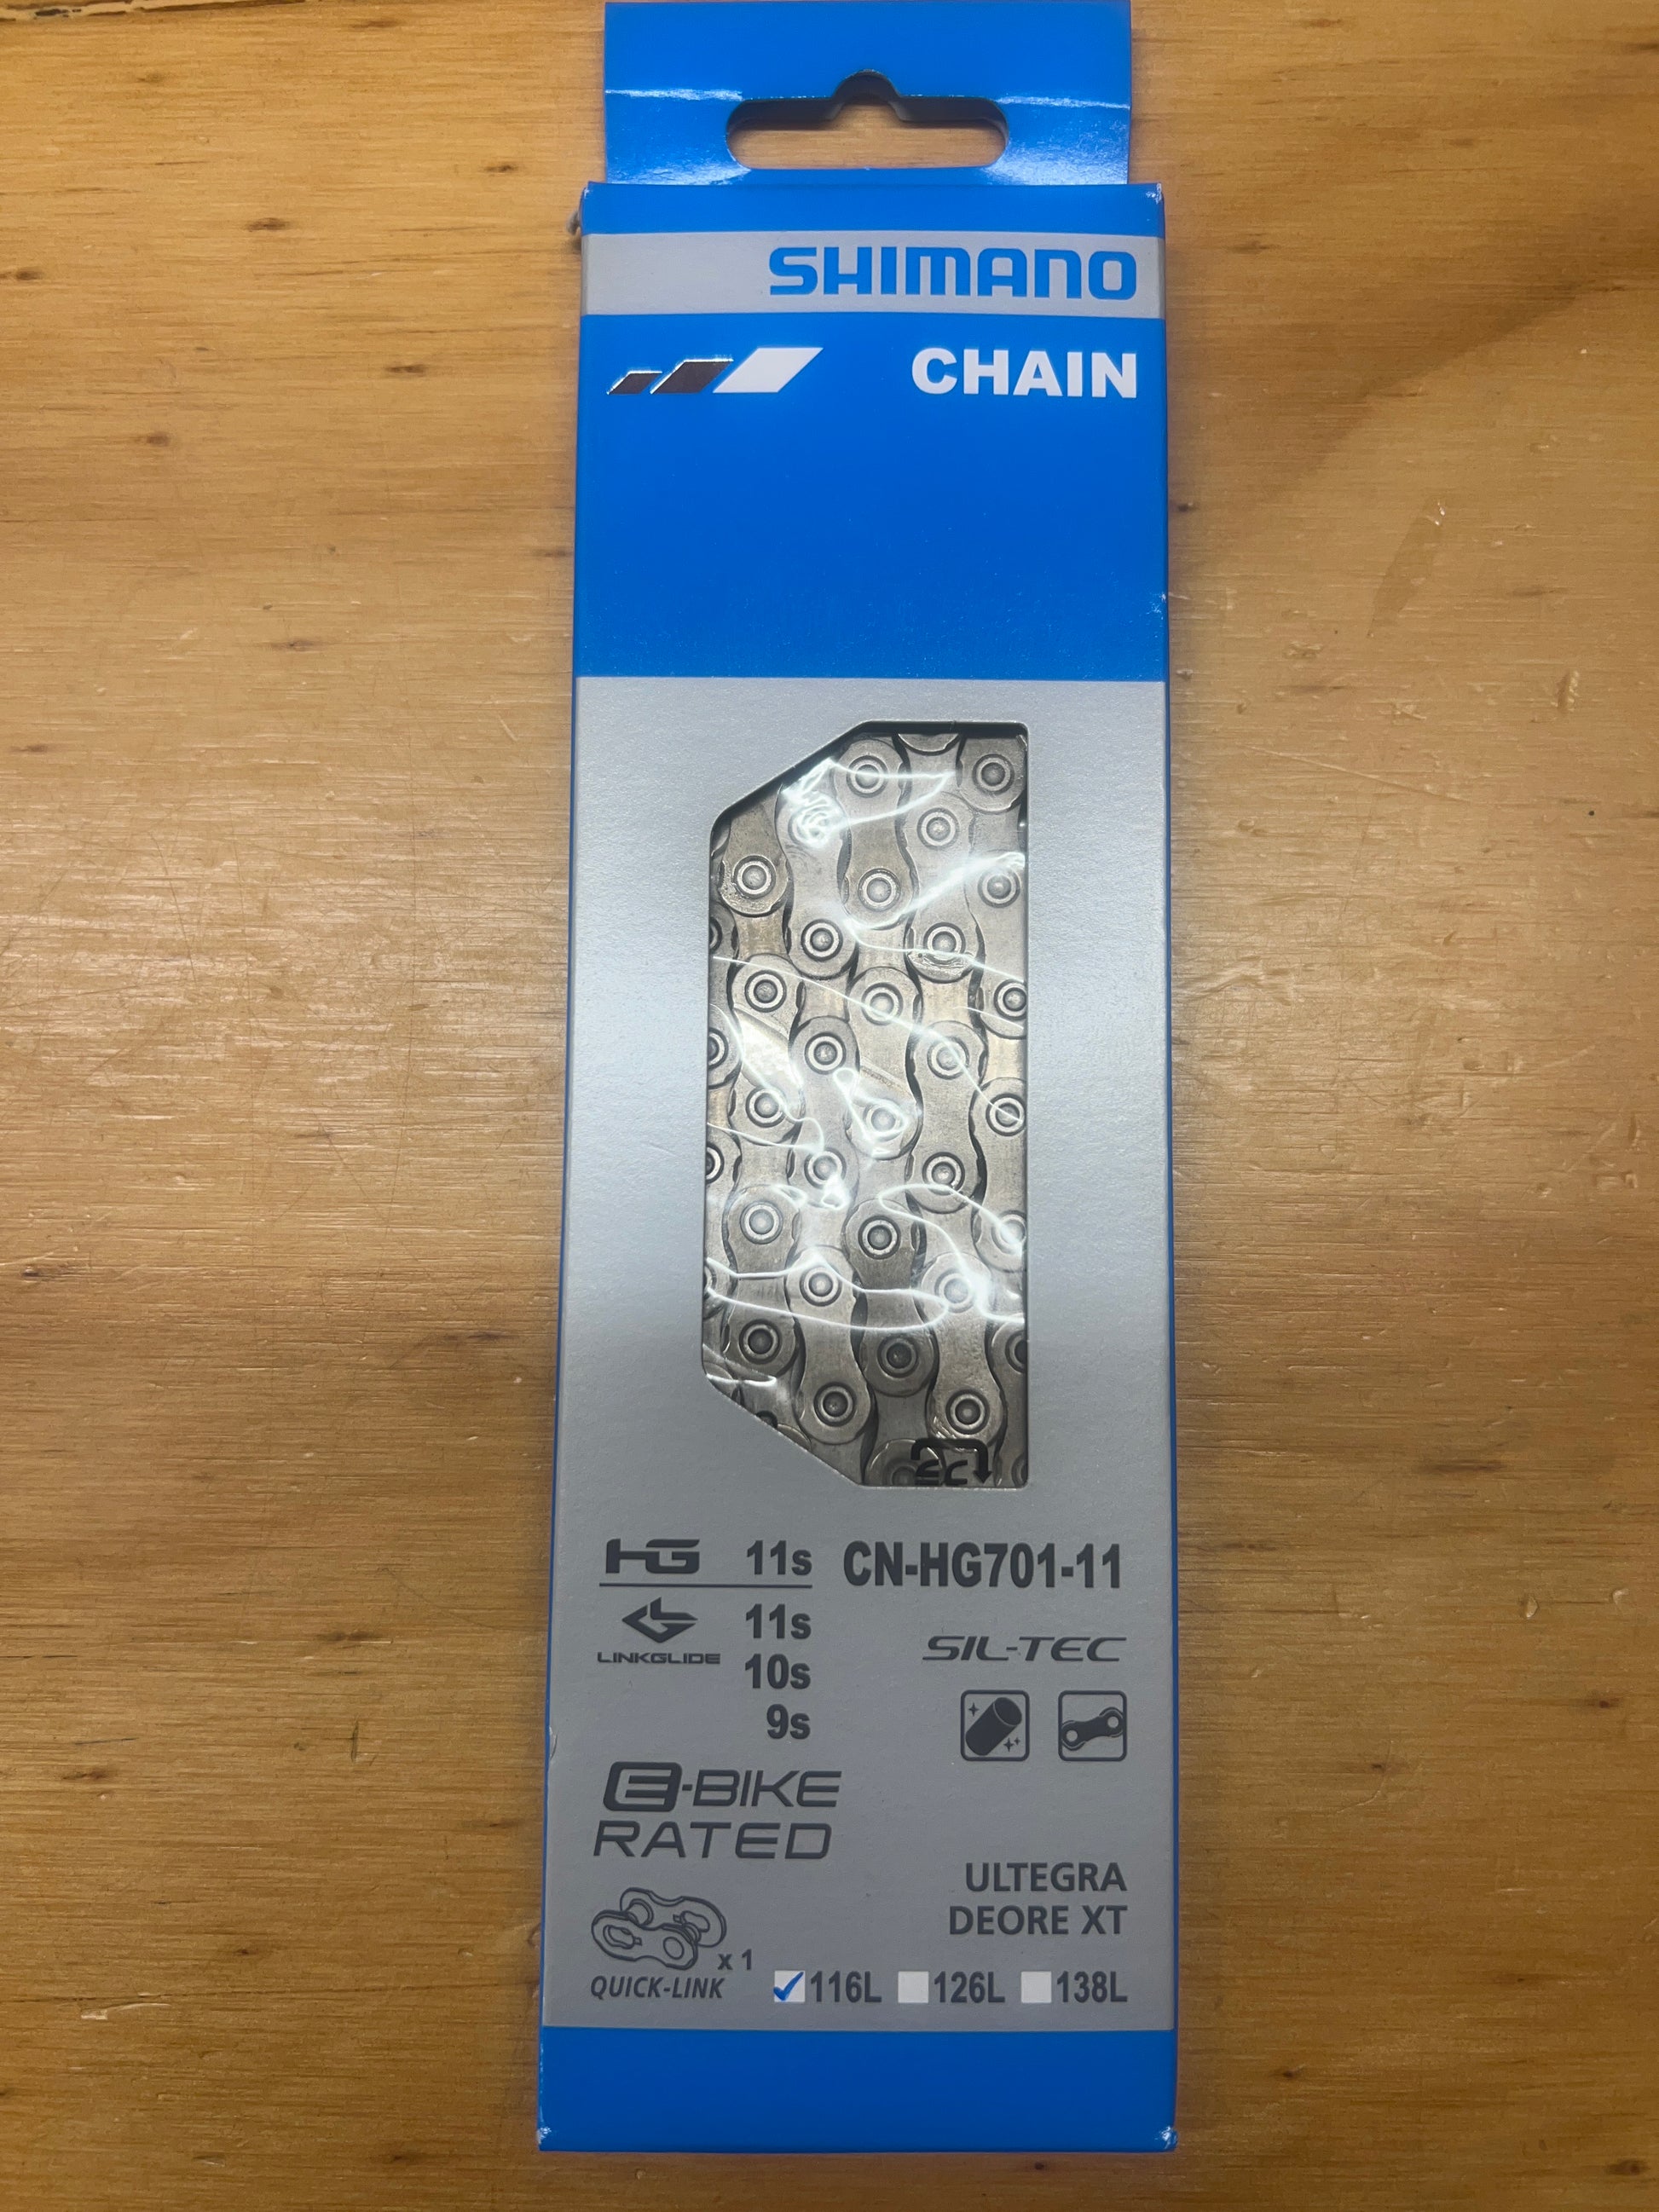 SHIMANO
CHAIN
HG 11s CN-HG701-11
LINKGLIDE 11s
10s
9s
SIL-TEC
E-BIKE
RATED
ULTEGRA
DEORE XT
x 1
QUICK-LINK
116L 126L 138L